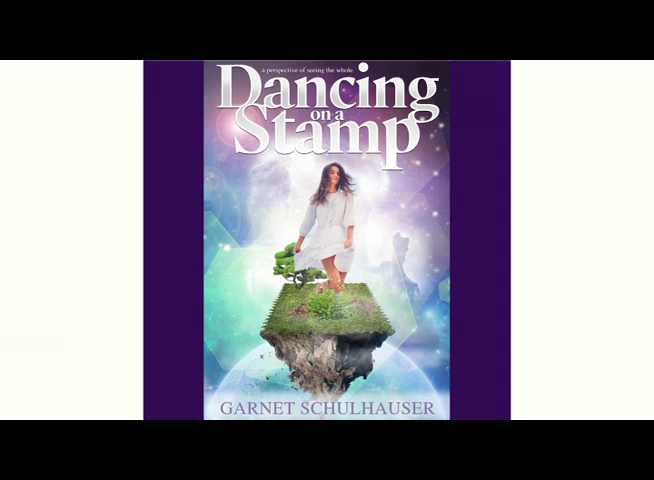 a perspective of seeing the whole
Dancing
on a
Stamp
GARNET SCHULHAUSER